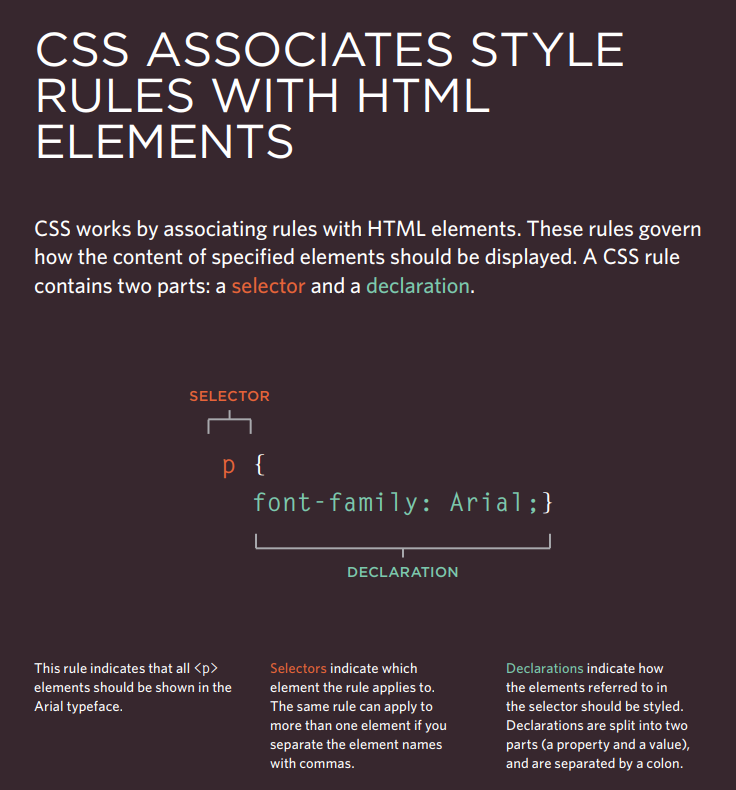 CSS ASSOCIATES STYLE
RULES WITH HTML
ELEMENTS
CSS works by associating rules with HTML elements. These rules govern
how the content of specified elements should be displayed. A CSS rule
contains two parts: a selector and a declaration.
SELECTOR
p {
font-family: Arial;}
DECLARATION
This rule indicates that all <p>
elements should be shown in the
Arial typeface.
Selectors indicate which
element the rule applies to.
The same rule can apply to
more than one element if you
separate the element names
with commas.
Declarations indicate how
the elements referred to in
the selector should be styled.
Declarations are split into two
parts (a property and a value),
and are separated by a colon.